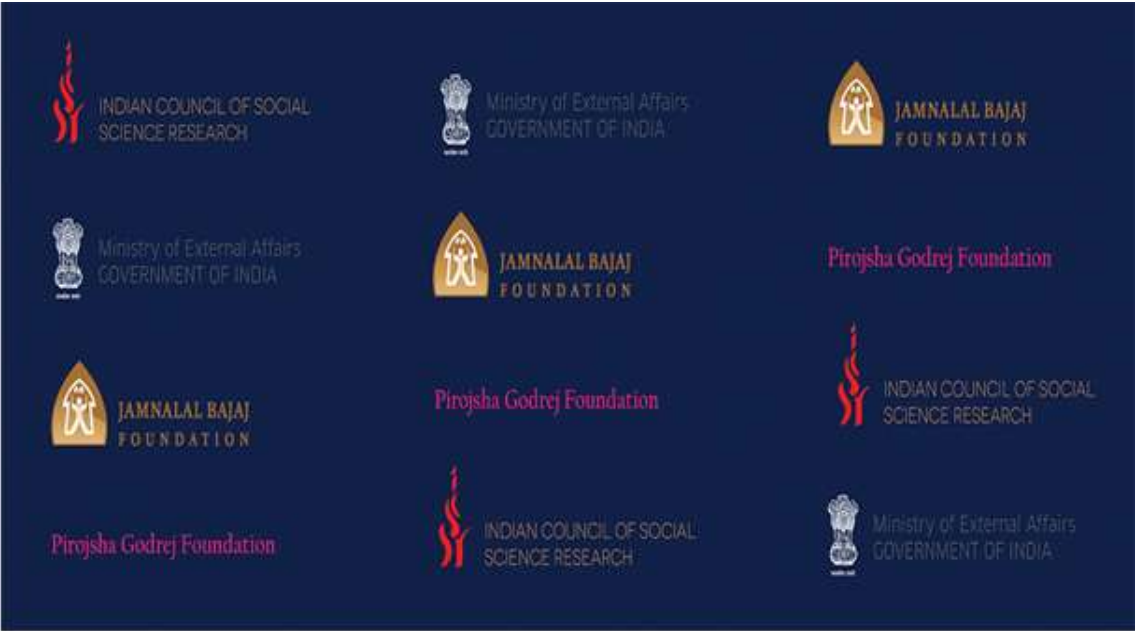 INDIAN COUNCIL OF SOCIAL
SCIENCE RESEARCH
Ministry of External Affairs
GOVERNMENT OF INDIA
JAMNALAL BAJAJ
FOUNDATION
Ministry of External Affairs
GOVERNMENT OF INDIA
JAMNALAL BAJAJ
FOUNDATION
Pirojsha Godrej Foundation
JAMNALAL BAJAJ
FOUNDATION
Pirojsha Godrej Foundation
INDIAN COUNCIL OF SOCIAL
SCIENCE RESEARCH
Pirojsha Godrej Foundation
INDIAN COUNCIL OF SOCIAL
SCIENCE RESEARCH
Ministry of External Affairs
GOVERNMENT OF INDIA